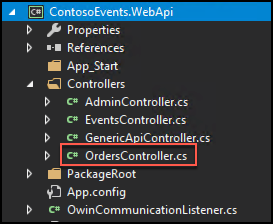 C# ContosoEvents.WebApi
Properties
References
App_Start
Controllers
C# AdminController.cs
C# EventsController.cs
C# GenericApiController.cs
C# OrdersController.cs
PackageRoot
App.config
C# OwinCommunicationListener.cs